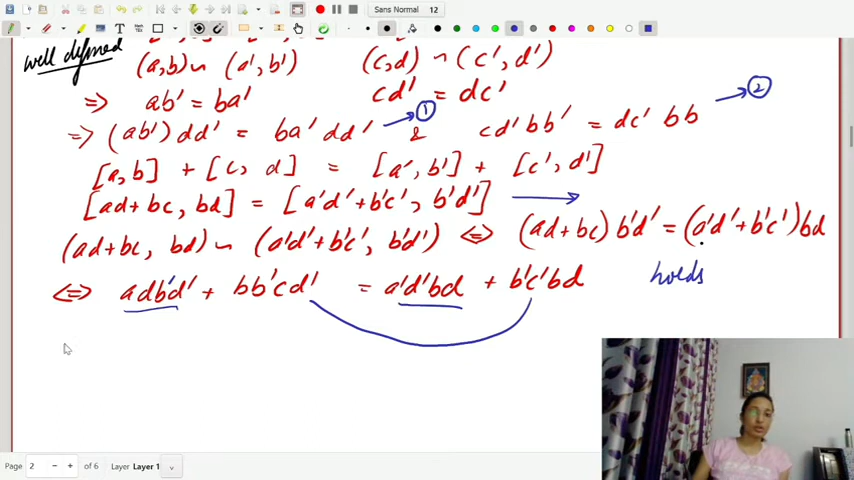 Sans Normal 12
well defined
(a,b) ~ (a',b') (c,d) ~ (c',d')
=> ab' = ba' cd' = dc'
=> (ab')dd' = ba'dd' → ① & cd'bb' = dc' bb → ②
[a,b] + [c,d] = [a',b'] + [c',d']
[ad+bc, bd] = [a'd'+b'c', b'd'] →
(ad+bc, bd) ~ (a'd'+b'c', b'd') <=> (ad+bc) b'd' = (a'd'+b'c')bd
<=> adb'd' + bb'cd' = a'd'bd + b'c'bd holds
Page 2 of 6 Layer Layer 1